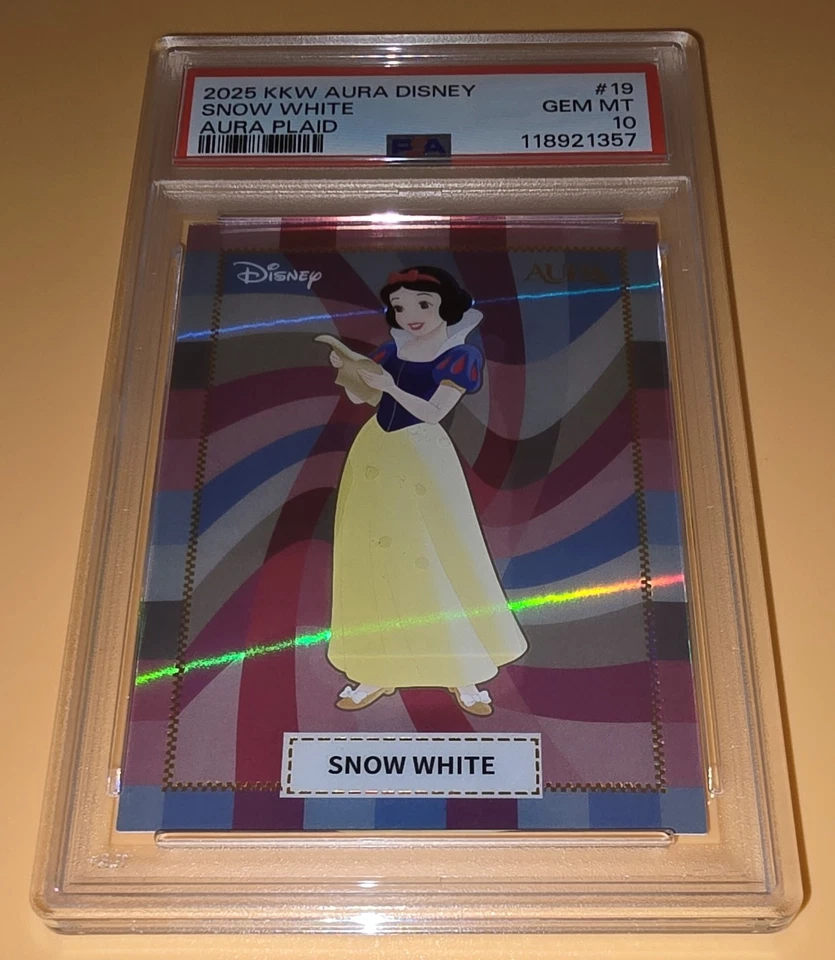 2025 KKW AURA DISNEY #19
SNOW WHITE GEM MT
AURA PLAID 10
PSA 118921357
Disney AURA
SNOW WHITE